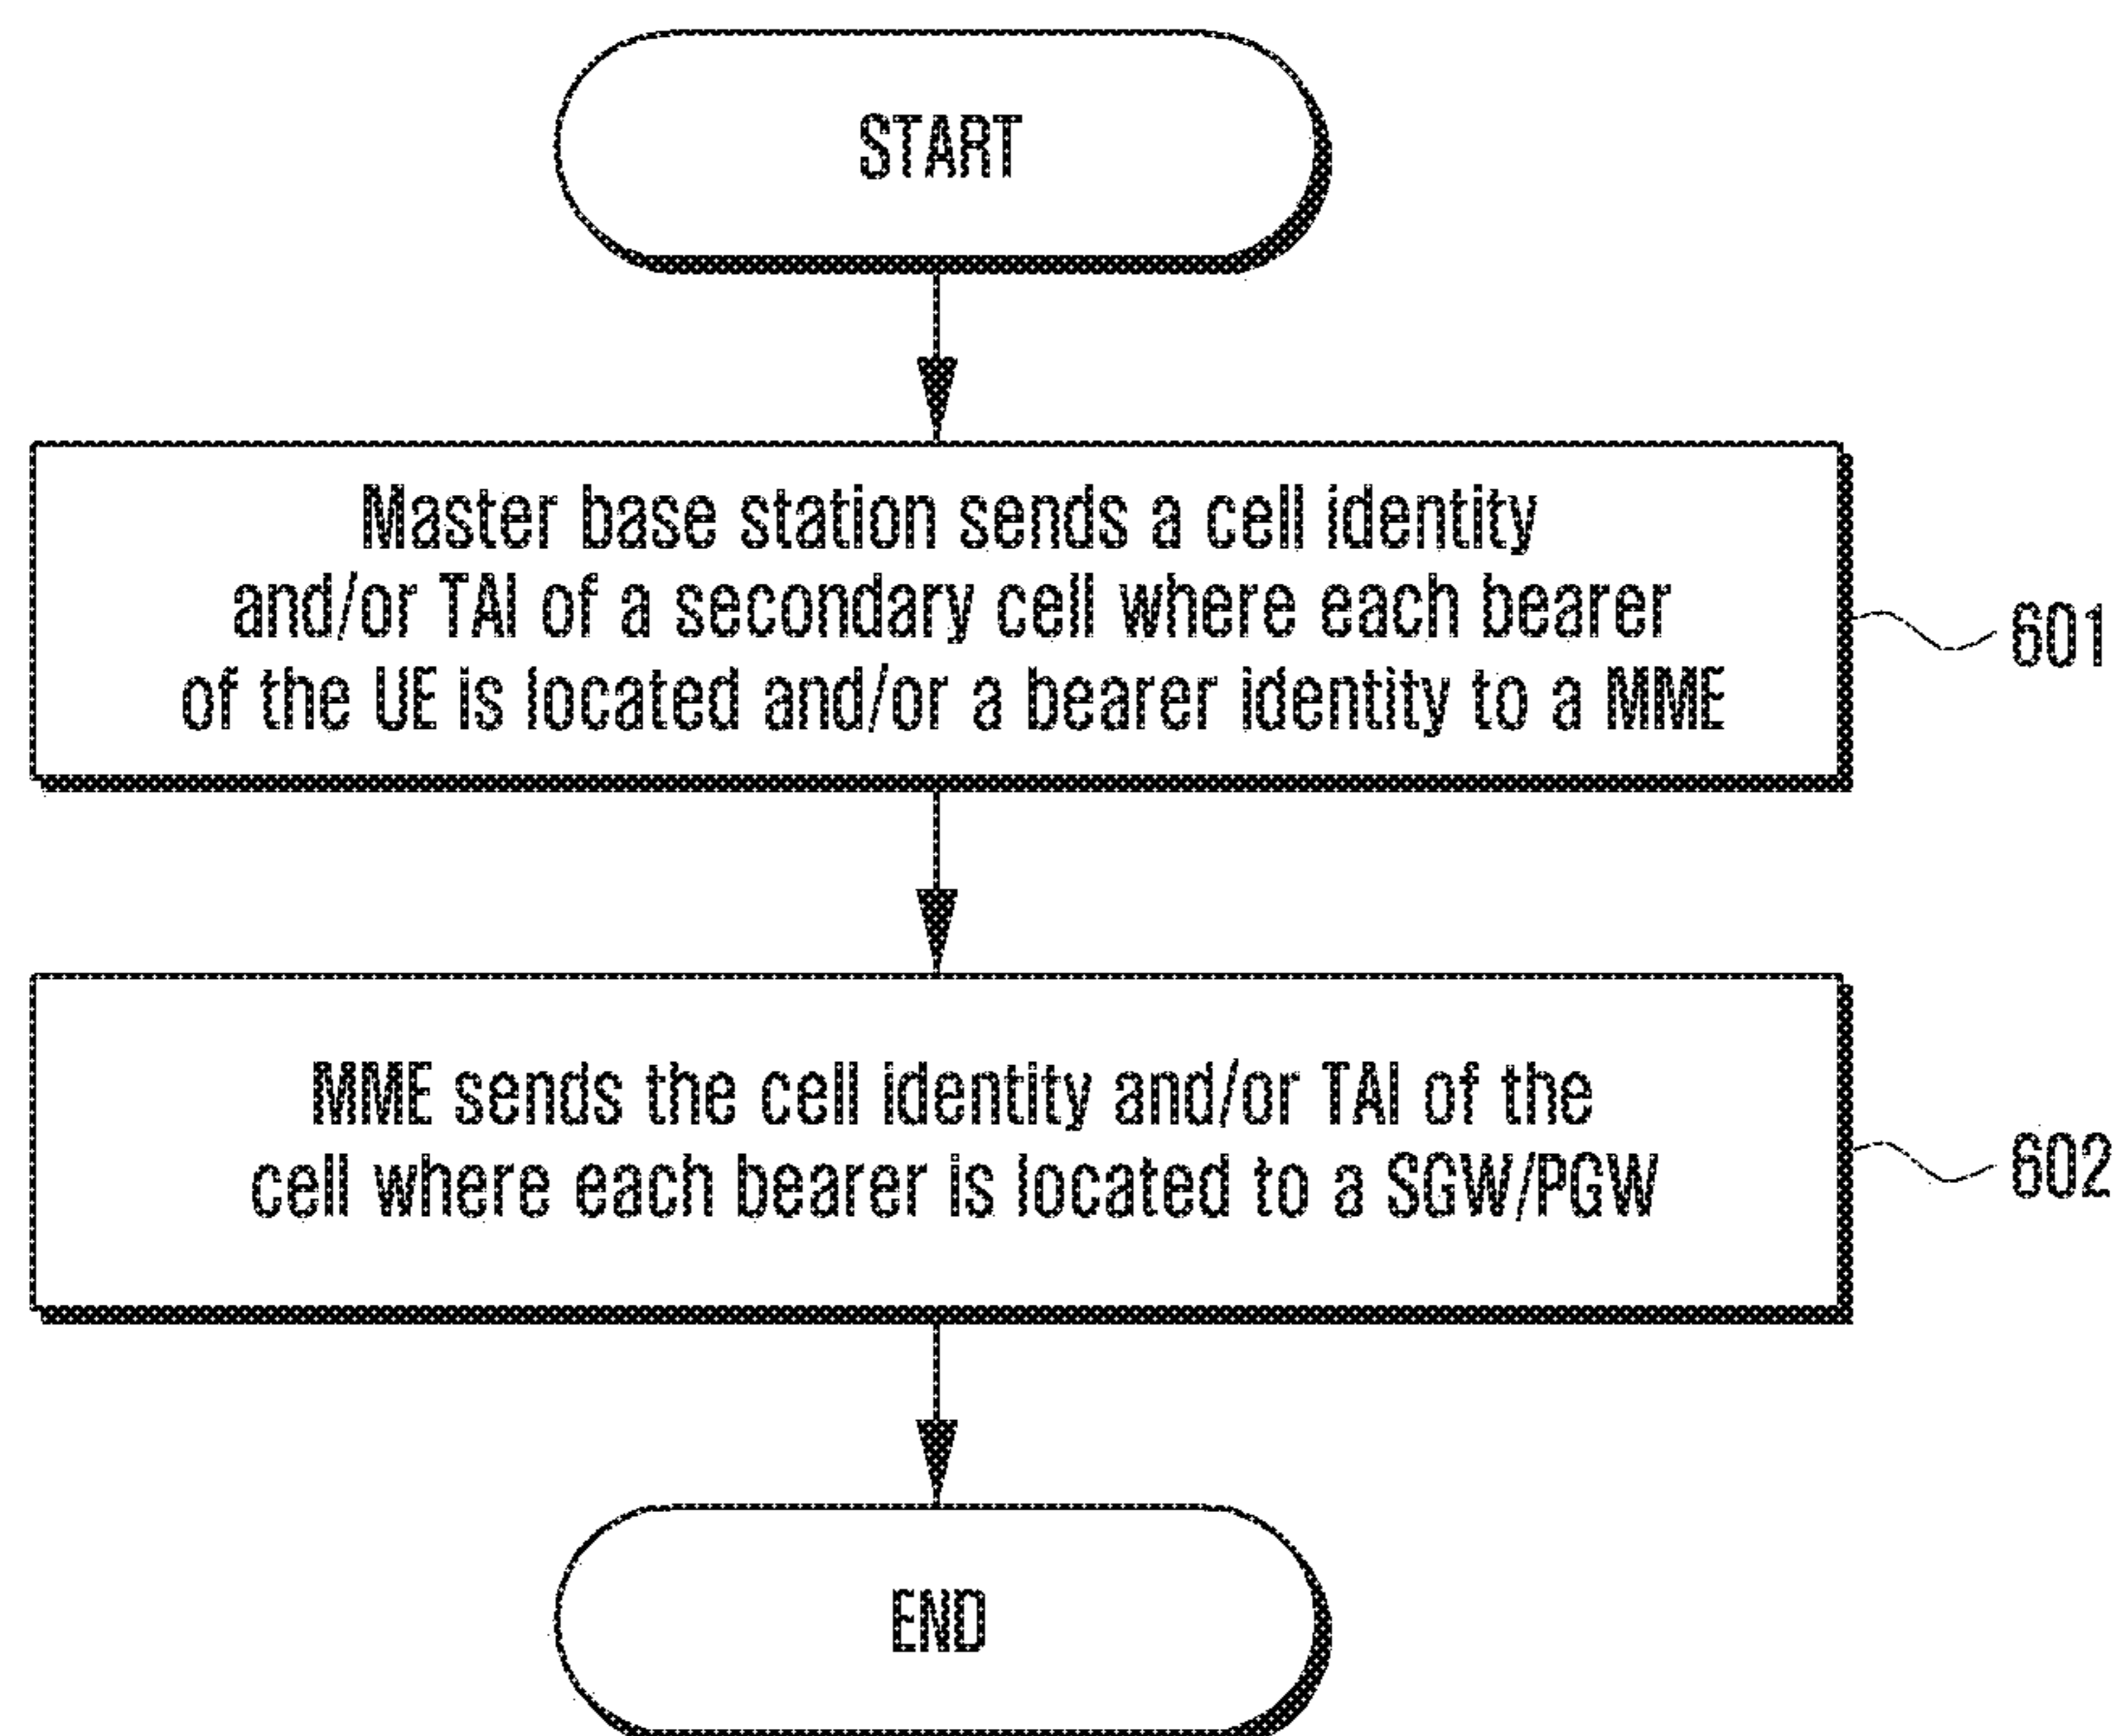 START
Master base station sends a cell identity
and/or TAI of a secondary cell where each bearer
of the UE is located and/or a bearer identity to a MME
601
MME sends the cell identity and/or TAI of the
cell where each bearer is located to a SGW/PGW
602
END